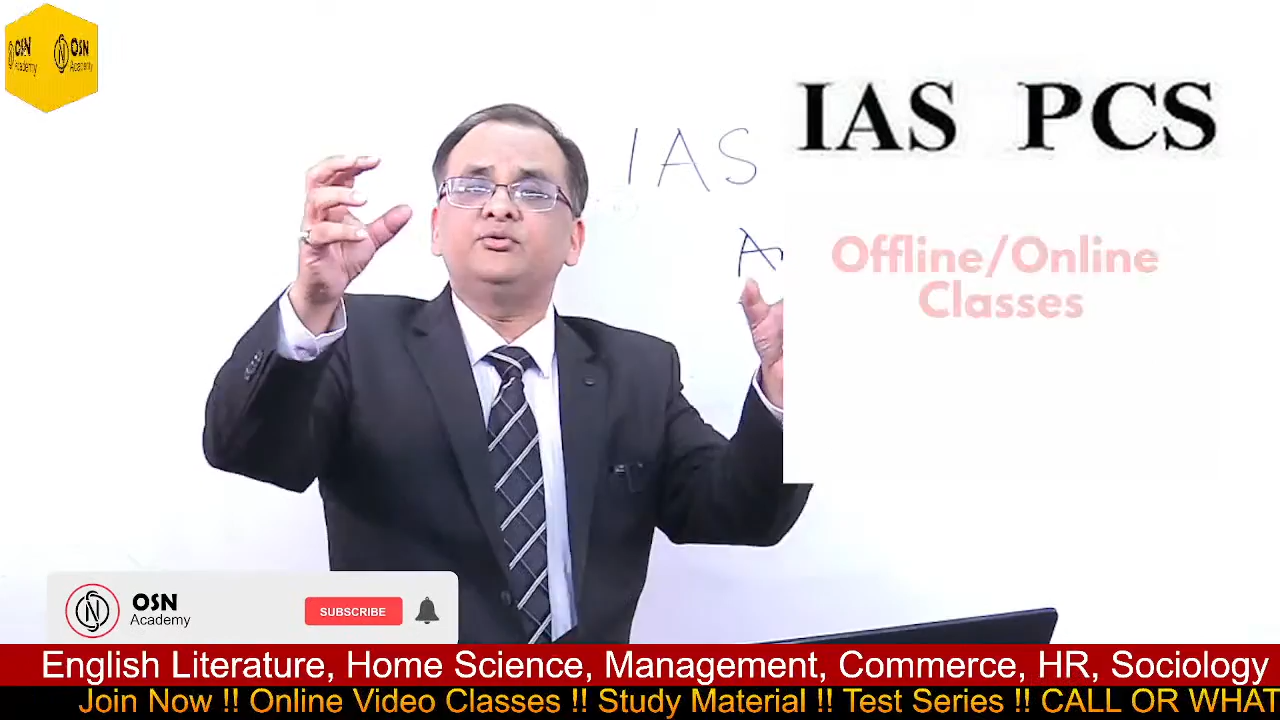 OSN
Academy
OSN
Academy
IAS
IAS PCS
A
Offline/Online
Classes
OSN
Academy
SUBSCRIBE
English Literature, Home Science, Management, Commerce, HR, Sociology
Join Now !! Online Video Classes !! Study Material !! Test Series !! CALL OR WHAT